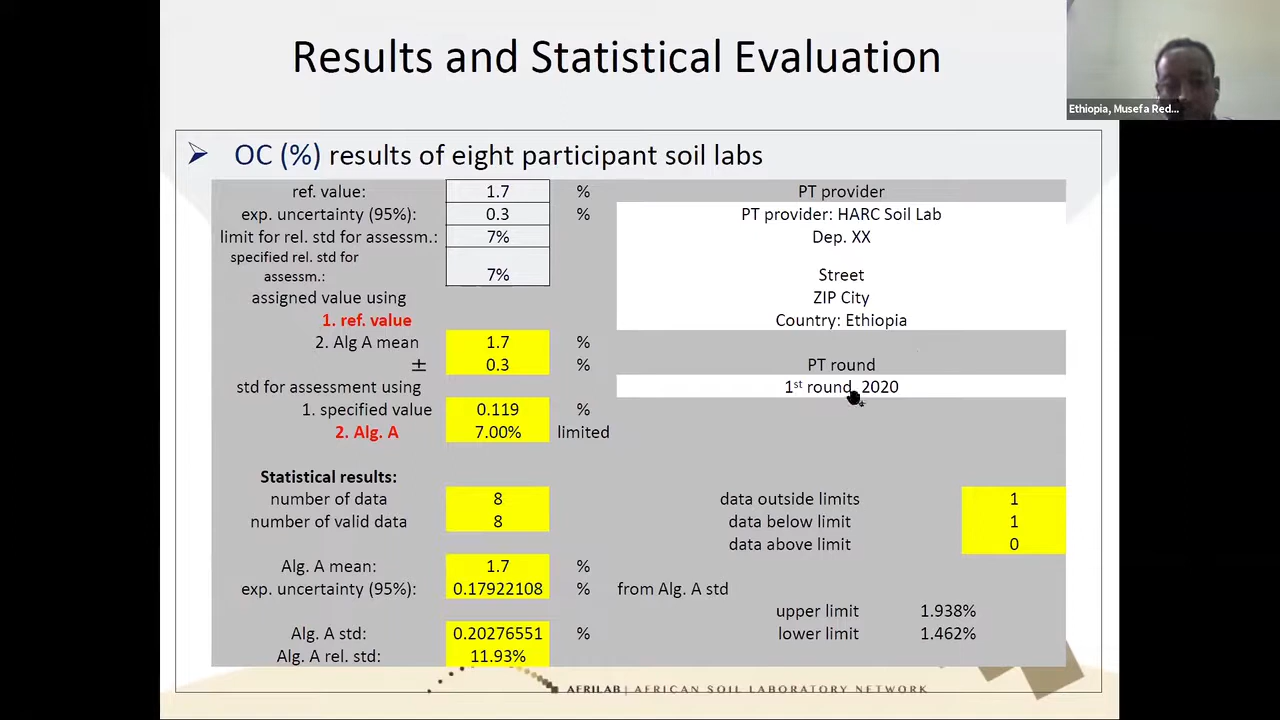 Results and Statistical Evaluation
Ethiopia, Musefa Red...
OC (%) results of eight participant soil labs
ref. value: 1.7 % PT provider
exp. uncertainty (95%): 0.3 % PT provider: HARC Soil Lab
limit for rel. std for assessm.: 7% Dep. XX
specified rel. std for
assessm.: 7% Street
assigned value using ZIP City
1. ref. value Country: Ethiopia
2. Alg A mean 1.7 %
± 0.3 % PT round
std for assessment using 1st round, 2020
1. specified value 0.119 %
2. Alg. A 7.00% limited
Statistical results:
number of data 8 data outside limits 1
number of valid data 8 data below limit 1
data above limit 0
Alg. A mean: 1.7 %
exp. uncertainty (95%): 0.17922108 % from Alg. A std
upper limit 1.938%
Alg. A std: 0.20276551 % lower limit 1.462%
Alg. A rel. std: 11.93%
AFRILAB | AFRICAN SOIL LABORATORY NETWORK